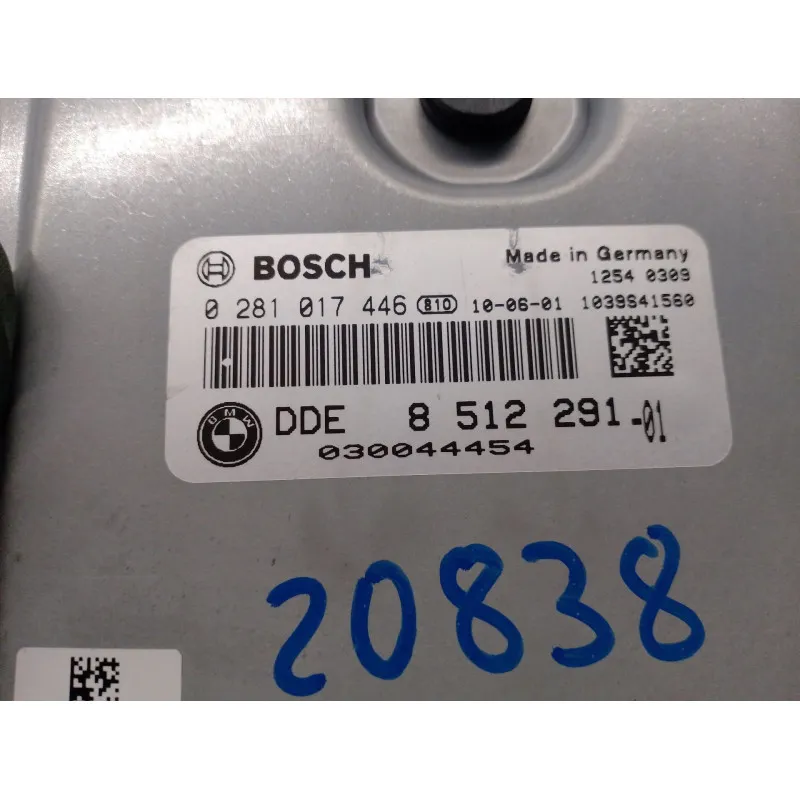 BOSCH
Made in Germany
1254 0309
0 281 017 446 810 10-06-01 1039S41560
BMW
DDE 8 512 291-01
030044454
20838